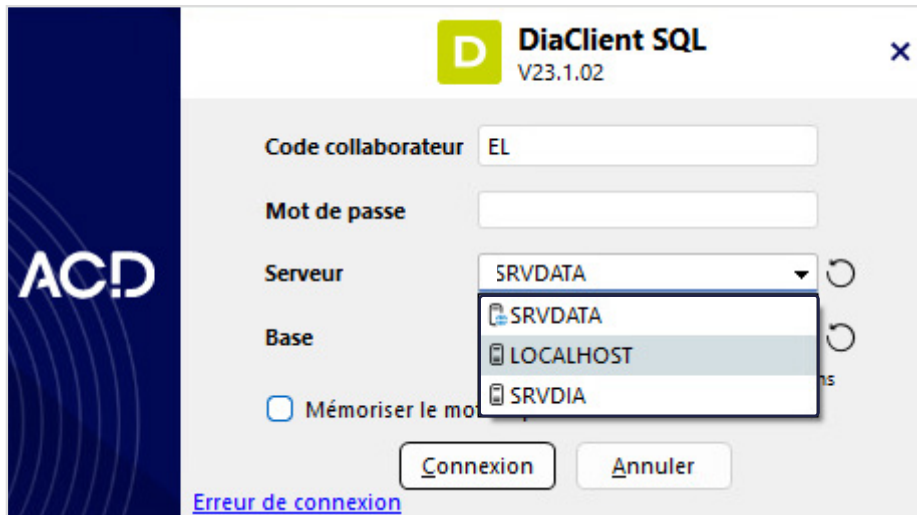 D
DiaClient SQL
V23.1.02
ACD
Code collaborateur EL
Mot de passe
Serveur SRVDATA
SRVDATA
Base
LOCALHOST
SRVDIA
Mémoriser le mo
Connexion Annuler
Erreur de connexion